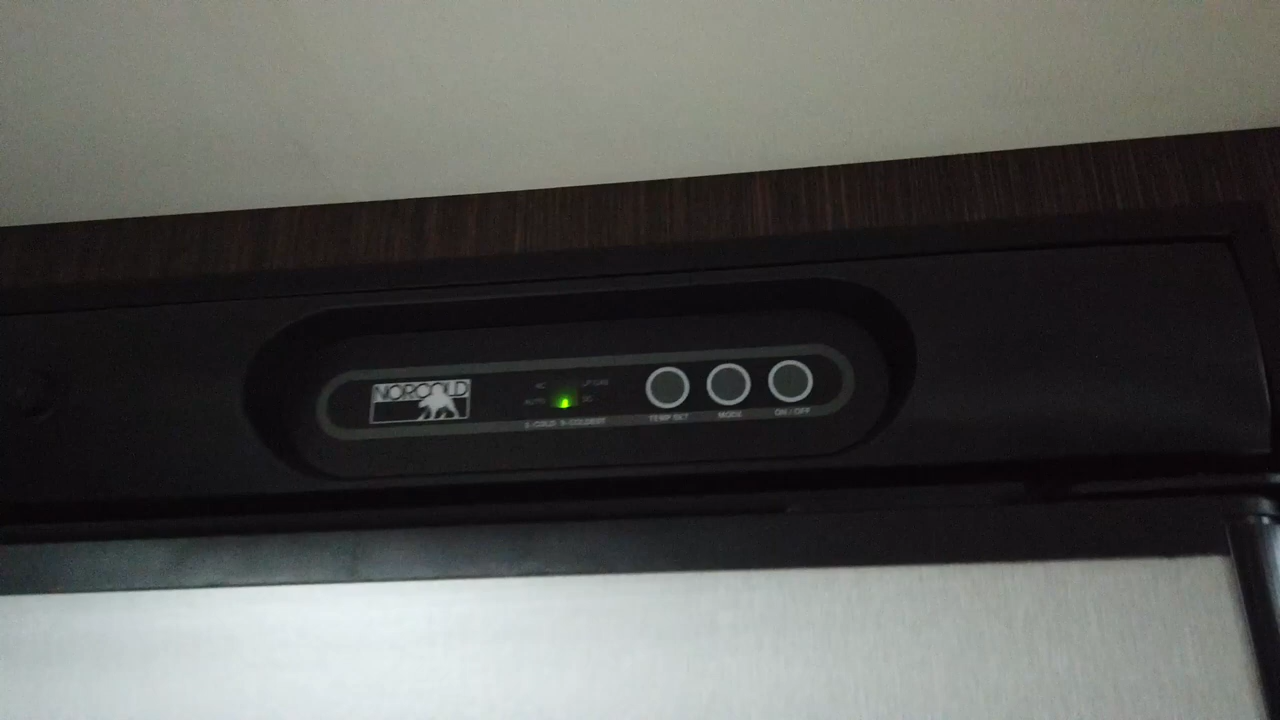 NORCOLD
AC LP GAS
AUTO DC
1-COLD 9-COLDEST
TEMP SET MODE ON / OFF